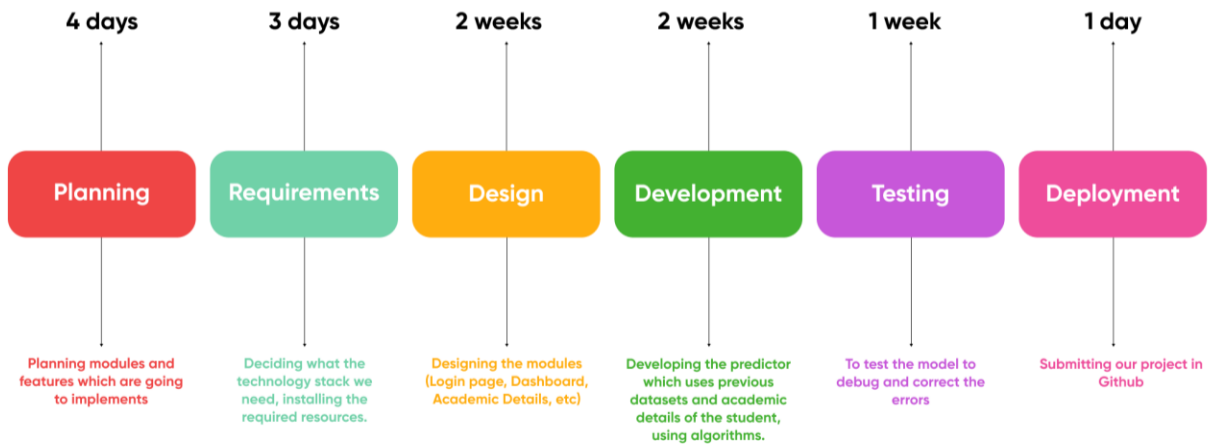 4 days
3 days
2 weeks
2 weeks
1 week
1 day
Planning
Requirements
Design
Development
Testing
Deployment
Planning modules and
features which are going
to implements
Deciding what the
technology stack we
need, installing the
required resources.
Designing the modules
(Login page, Dashboard,
Academic Details, etc)
Developing the predictor
which uses previous
datasets and academic
details of the student,
using algorithms.
To test the model to
debug and correct the
errors
Submitting our project in
Github